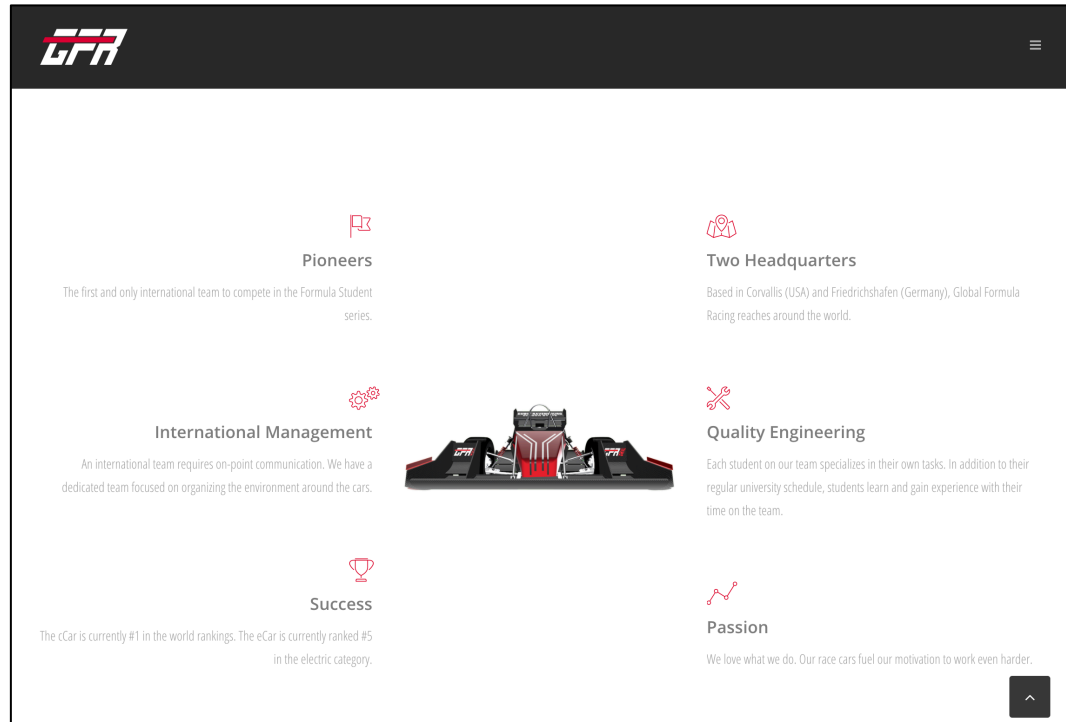 GFR
Pioneers
The first and only international team to compete in the Formula Student
series.
International Management
An international team requires on-point communication. We have a
dedicated team focused on organizing the environment around the cars.
Success
The cCar is currently #1 in the world rankings. The eCar is currently ranked #5
in the electric category.
GFR
GFR
Two Headquarters
Based in Corvallis (USA) and Friedrichshafen (Germany), Global Formula
Racing reaches around the world.
Quality Engineering
Each student on our team specializes in their own tasks. In addition to their
regular university schedule, students learn and gain experience with their
time on the team.
Passion
We love what we do. Our race cars fuel our motivation to work even harder.